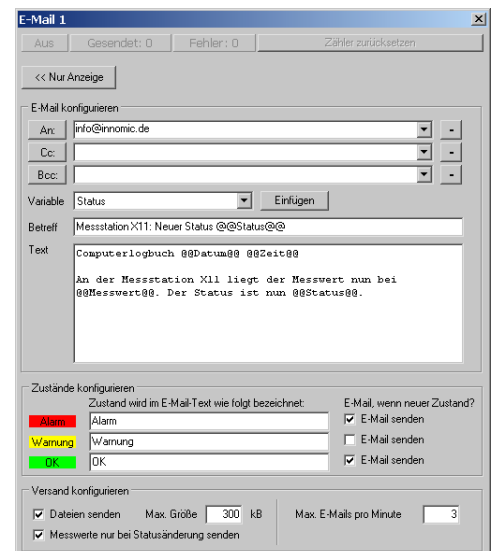 E-Mail 1
Aus Gesendet: 0 Fehler: 0 Zähler zurücksetzen
<< Nur Anzeige
E-Mail konfigurieren
An: info@innomic.de -
Cc: -
Bcc: -
Variable Status Einfügen
Betreff Messstation X11: Neuer Status @@Status@@
Text Computerlogbuch @@Datum@@ @@Zeit@@
An der Messstation X11 liegt der Messwert nun bei
@@Messwert@@. Der Status ist nun @@Status@@.
Zustände konfigurieren
Zustand wird im E-Mail-Text wie folgt bezeichnet: E-Mail, wenn neuer Zustand?
Alarm Alarm E-Mail senden
Warnung Warnung E-Mail senden
OK OK E-Mail senden
Versand konfigurieren
Dateien senden Max. Größe 300 kB Max. E-Mails pro Minute 3
Messwerte nur bei Statusänderung senden